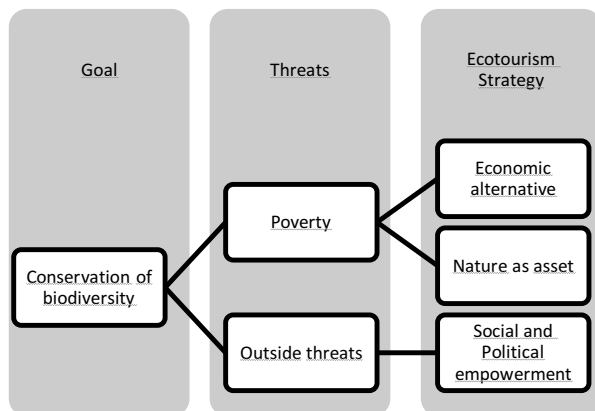 Goal
Threats
Ecotourism
Strategy
Economic
alternative
Poverty
Nature as asset
Conservation of
biodiversity
Outside threats
Social and
Political
empowerment